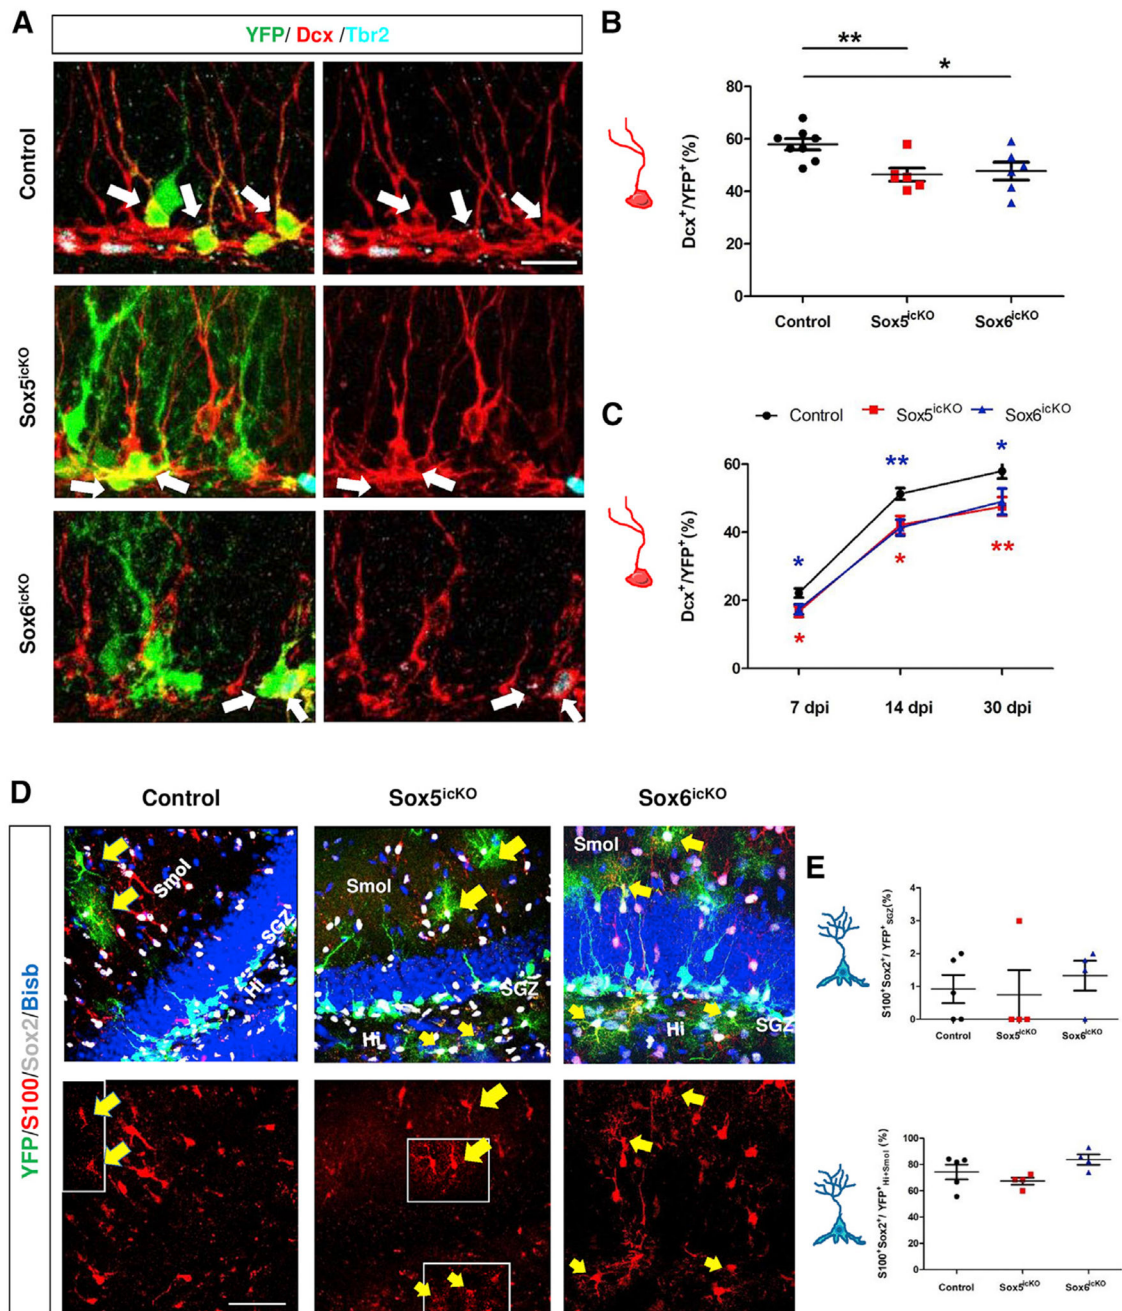 A
YFP/ Dcx /Tbr2
Control
Sox5icKO
Sox6icKO
B
** 
*
Dcx+/YFP+(%)
80
60
40
20
0
Control Sox5icKO Sox6icKO
C
Control Sox5icKO Sox6icKO
Dcx+/YFP+(%)
60
40
20
0
* ** *
* * **
7 dpi 14 dpi 30 dpi
D
Control Sox5icKO Sox6icKO
YFP/S100/Sox2/Bisb
Smol
SGZ
Hi
Smol
SGZ
Hi
Smol
Hi
SGZ
E
S100+Sox2+/ YFP+SGZ(%)
4
3
2
1
0
Control Sox5icKO Sox6icKO
S100+Sox2+/ YFP+Hi+Smol (%)
100
80
60
40
20
0
Control Sox5icKO Sox6icKO